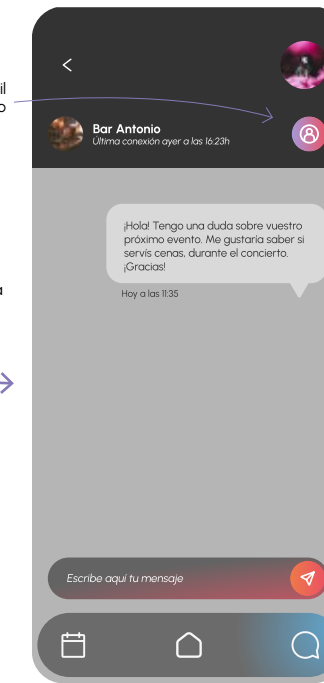 il
o
Bar Antonio
Última conexión ayer a las 16:23h
¡Hola! Tengo una duda sobre vuestro
próximo evento. Me gustaría saber si
servís cenas, durante el concierto.
¡Gracias!
a
Hoy a las 11:35
Escribe aquí tu mensaje